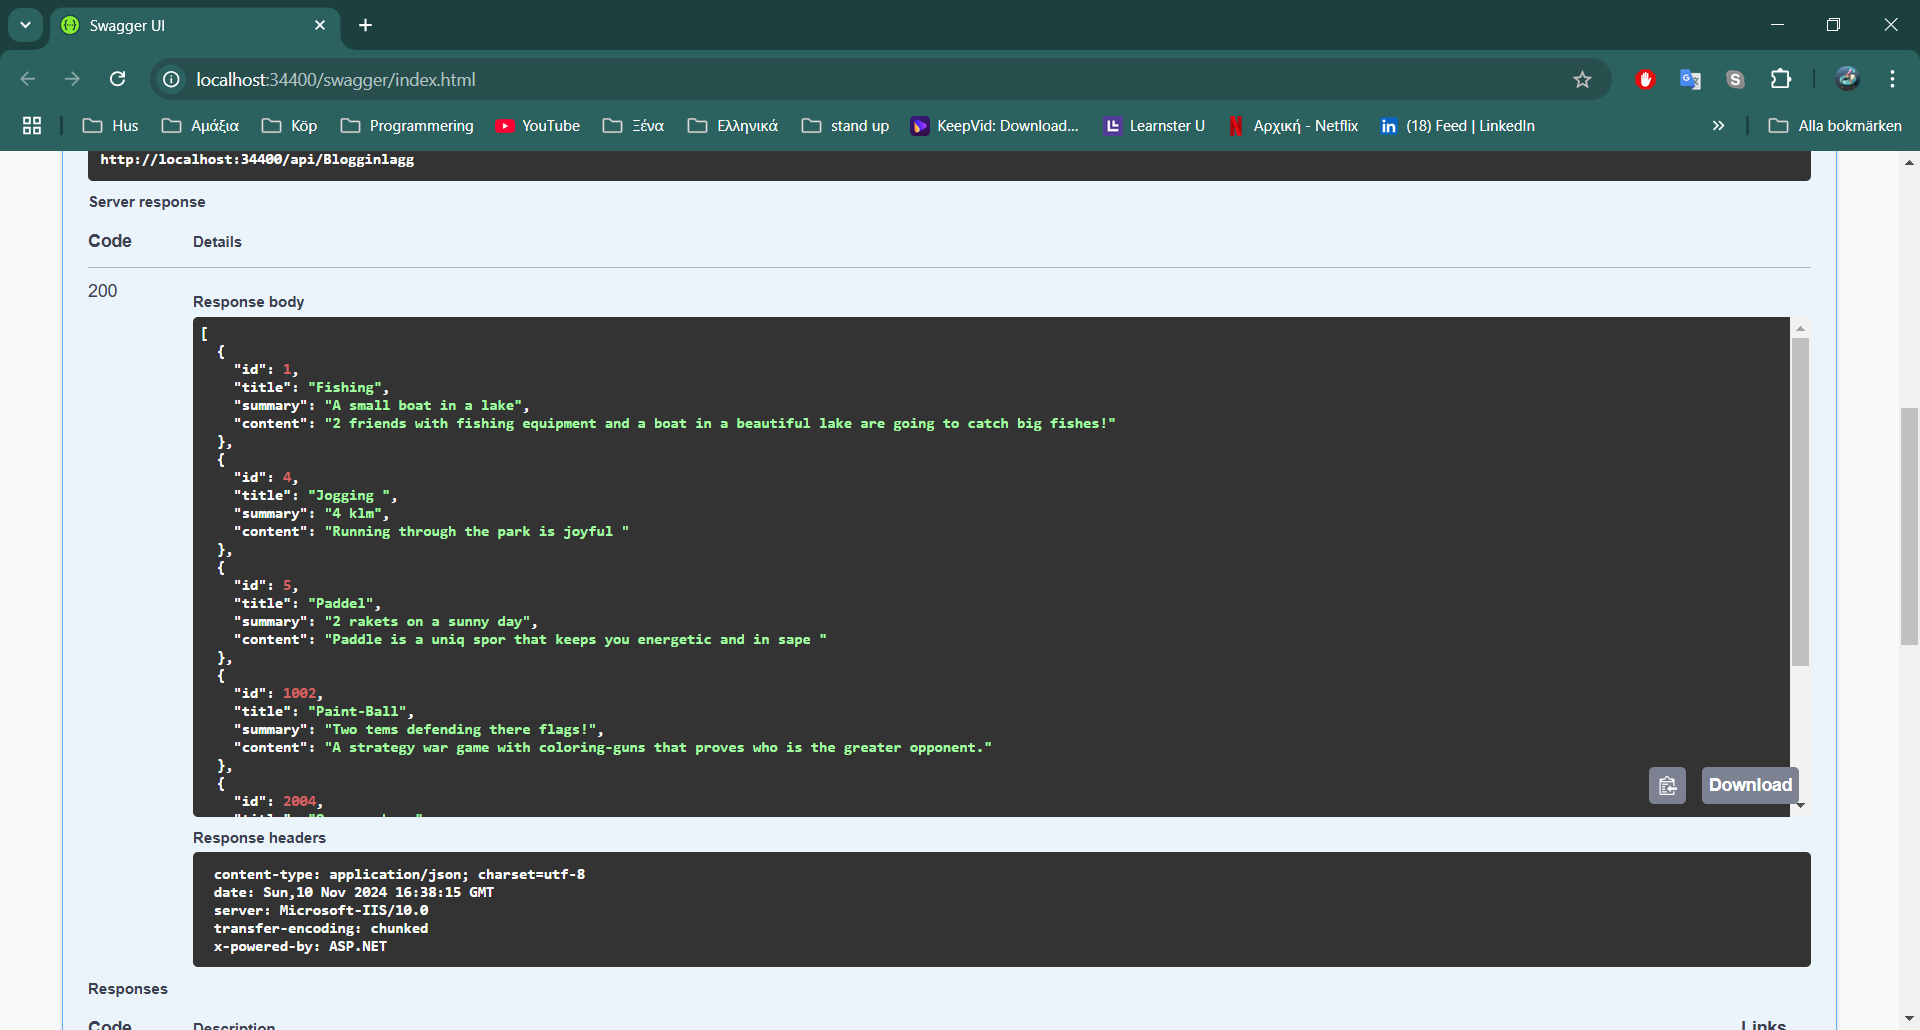 Swagger UI
localhost:34400/swagger/index.html
Hus Αμάξια Köp Programmering YouTube Ξένα Ελληνικά stand up KeepVid: Download... Learnster U Αρχική - Netflix (18) Feed | LinkedIn Alla bokmärken
http://localhost:34400/api/Blogginlagg
Server response
Code Details
200
Response body
[
{
"id": 1,
"title": "Fishing",
"summary": "A small boat in a lake",
"content": "2 friends with fishing equipment and a boat in a beautiful lake are going to catch big fishes!"
},
{
"id": 4,
"title": "Jogging ",
"summary": "4 klm",
"content": "Running through the park is joyful "
},
{
"id": 5,
"title": "Paddel",
"summary": "2 rakets on a sunny day",
"content": "Paddle is a uniq spor that keeps you energetic and in sape "
},
{
"id": 1002,
"title": "Paint-Ball",
"summary": "Two tems defending there flags!",
"content": "A strategy war game with coloring-guns that proves who is the greater opponent."
},
{
"id": 2004,
Download
Response headers
content-type: application/json; charset=utf-8
date: Sun,10 Nov 2024 16:38:15 GMT
server: Microsoft-IIS/10.0
transfer-encoding: chunked
x-powered-by: ASP.NET
Responses
Code Description Links